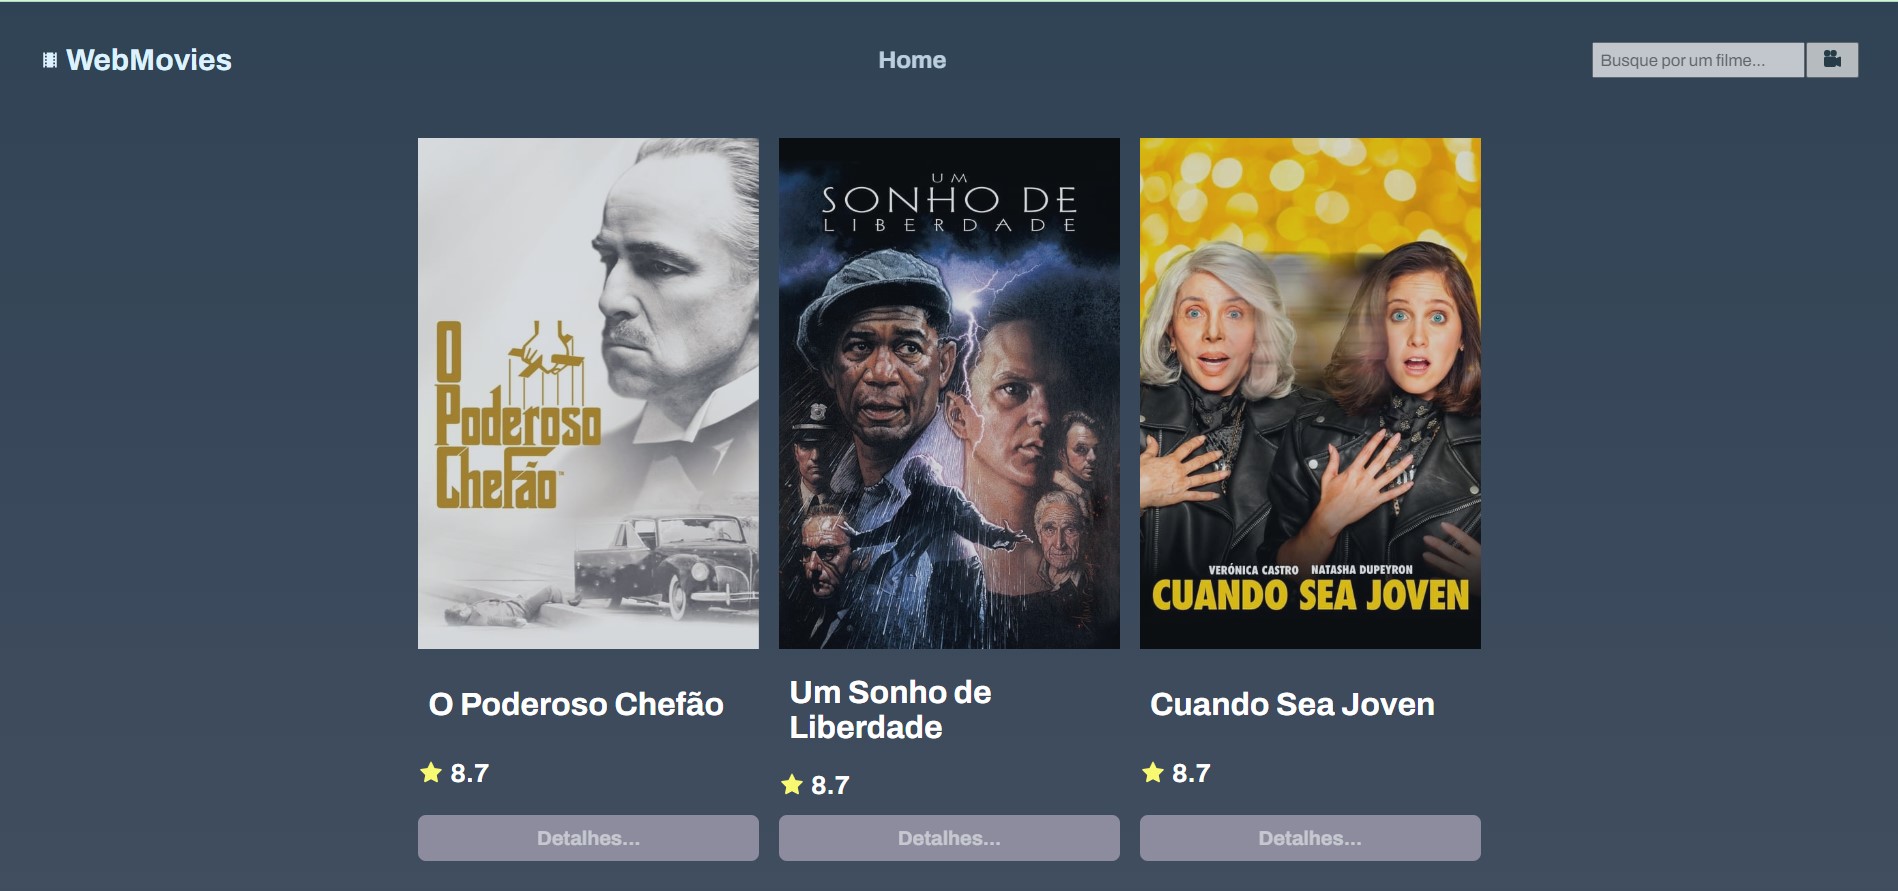 WebMovies
Home
Busque por um filme...
UM
SONHO DE
LIBERDADE
O
Poderoso
Chefão™
VERÓNICA CASTRO NATASHA DUPEYRON
CUANDO SEA JOVEN
O Poderoso Chefão
Um Sonho de
Liberdade
Cuando Sea Joven
8.7
8.7
8.7
Detalhes...
Detalhes...
Detalhes...